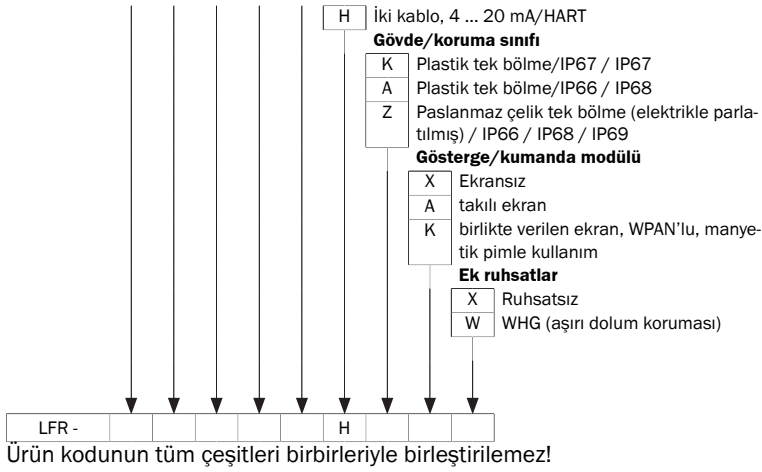 H İki kablo, 4 ... 20 mA/HART
Gövde/koruma sınıfı
K Plastik tek bölme/IP67 / IP67
A Plastik tek bölme/IP66 / IP68
Z Paslanmaz çelik tek bölme (elektrikle parla-
tılmış) / IP66 / IP68 / IP69
Gösterge/kumanda modülü
X Ekransız
A takılı ekran
K birlikte verilen ekran, WPAN'lu, manye-
tik pimle kullanım
Ek ruhsatlar
X Ruhsatsız
W WHG (aşırı dolum koruması)
LFR - H
Ürün kodunun tüm çeşitleri birbirleriyle birleştirilemez!